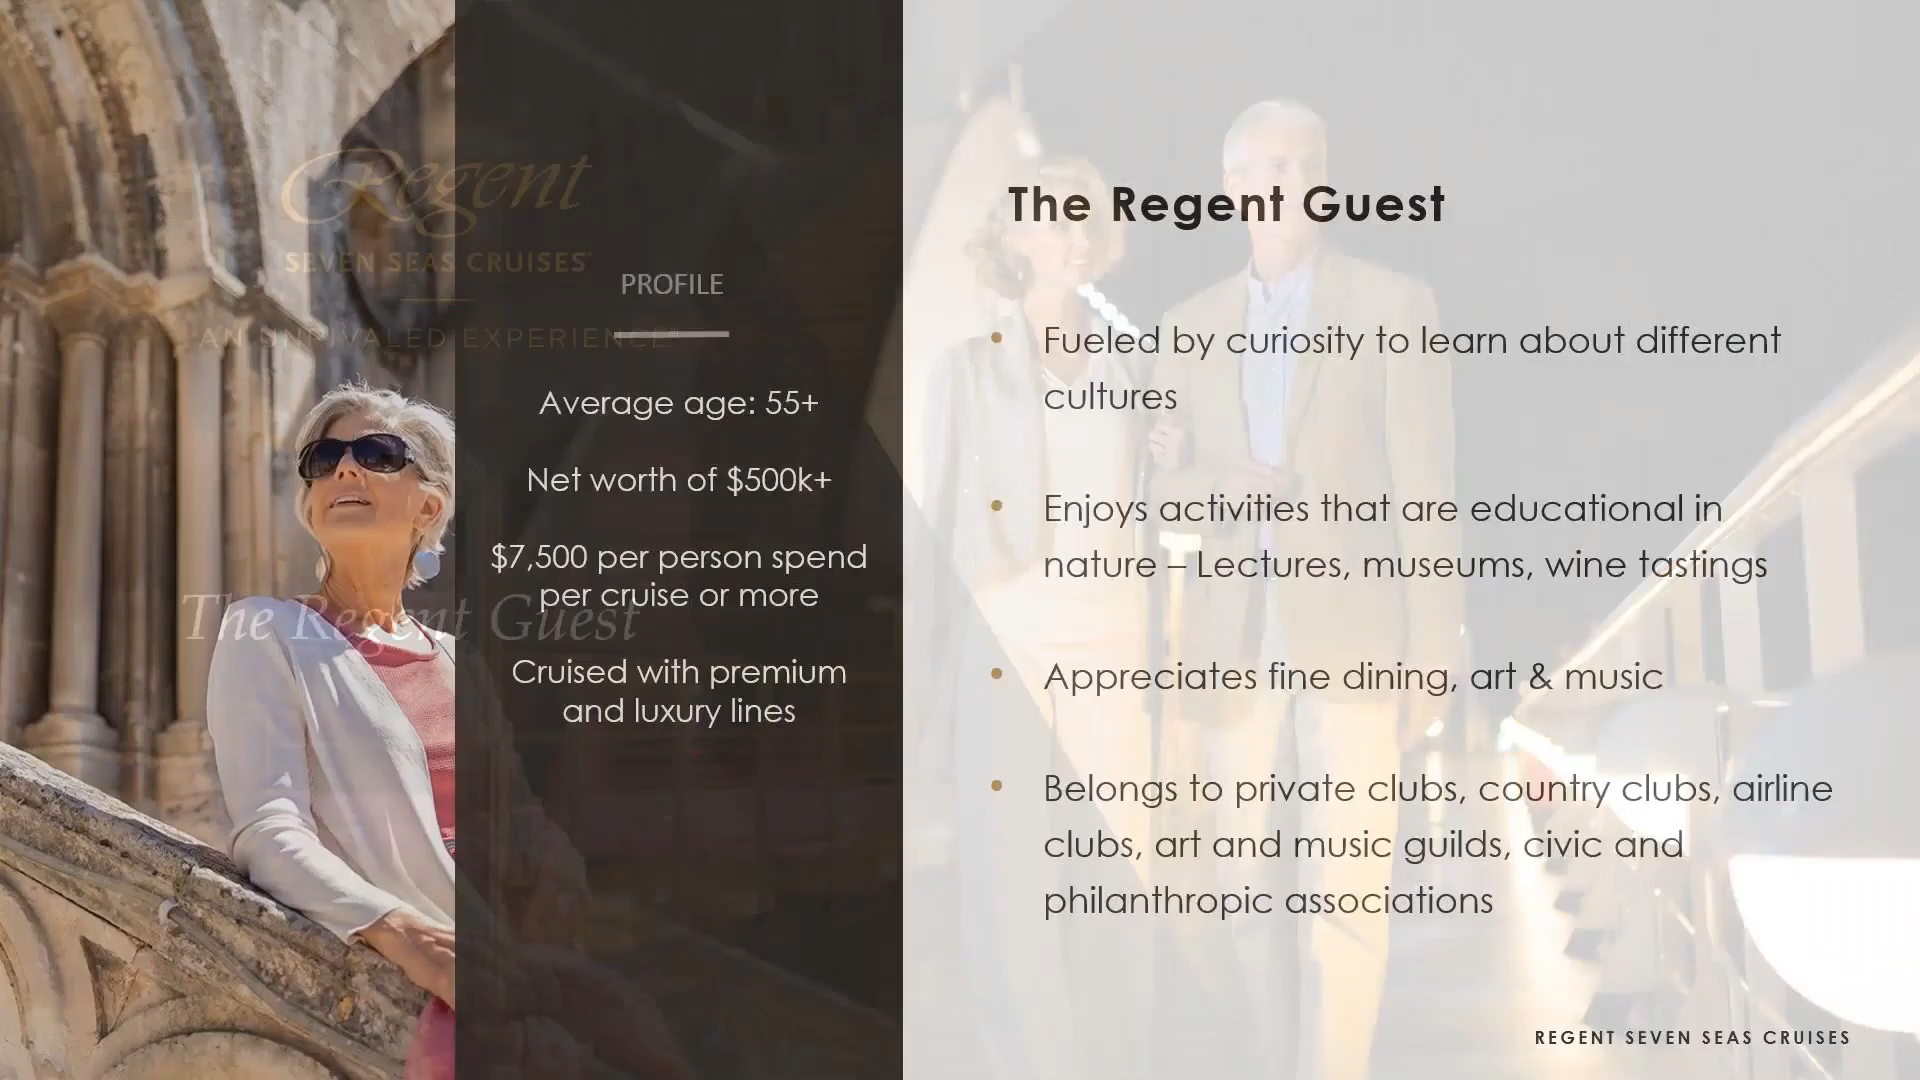 Regent
SEVEN SEAS CRUISES
AN UNRIVALED EXPERIENCE
The Regent Guest
PROFILE
Average age: 55+
Net worth of $500k+
$7,500 per person spend
per cruise or more
Cruised with premium
and luxury lines
The Regent Guest
• Fueled by curiosity to learn about different
cultures
• Enjoys activities that are educational in
nature – Lectures, museums, wine tastings
• Appreciates fine dining, art & music
• Belongs to private clubs, country clubs, airline
clubs, art and music guilds, civic and
philanthropic associations
REGENT SEVEN SEAS CRUISES